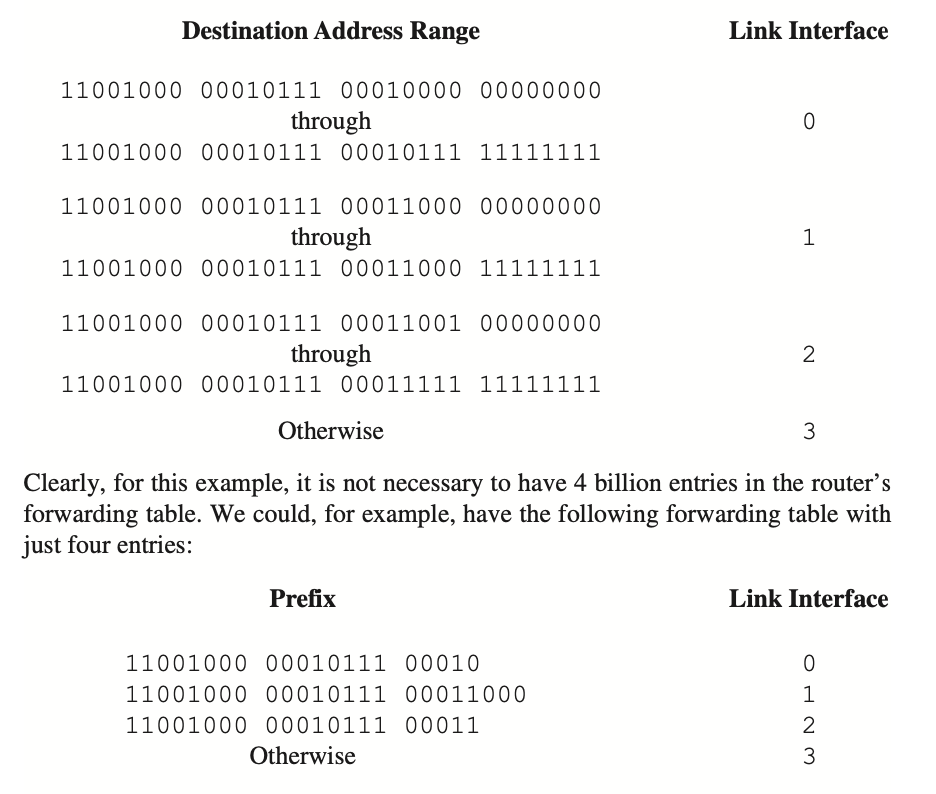 Destination Address Range Link Interface
11001000 00010111 00010000 00000000
through 0
11001000 00010111 00010111 11111111
11001000 00010111 00011000 00000000
through 1
11001000 00010111 00011000 11111111
11001000 00010111 00011001 00000000
through 2
11001000 00010111 00011111 11111111
Otherwise 3
Clearly, for this example, it is not necessary to have 4 billion entries in the router’s
forwarding table. We could, for example, have the following forwarding table with
just four entries:
Prefix Link Interface
11001000 00010111 00010 0
11001000 00010111 00011000 1
11001000 00010111 00011 2
Otherwise 3